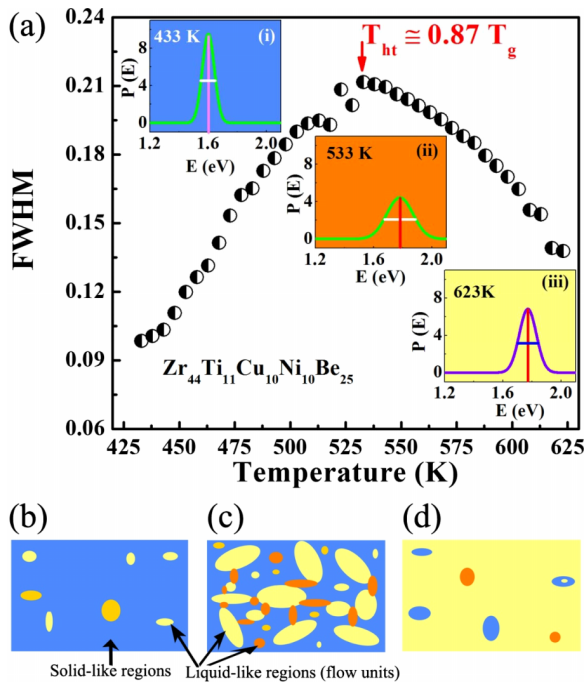 (a)
0.24
0.21
0.18
0.15
0.12
0.09
0.06
FWHM
433 K
(i)
8
4
0
P (E)
1.2 1.6 2.0
E (eV)
T_ht ≅ 0.87 T_g
533 K
(ii)
8
4
0
P (E)
1.2 1.6 2.0
E (eV)
623K
(iii)
8
4
0
P (E)
1.2 1.6 2.0
E (eV)
Zr44Ti11Cu10Ni10Be25
425 450 475 500 525 550 575 600 625
Temperature (K)
(b)
(c)
(d)
Solid-like regions
Liquid-like regions (flow units)